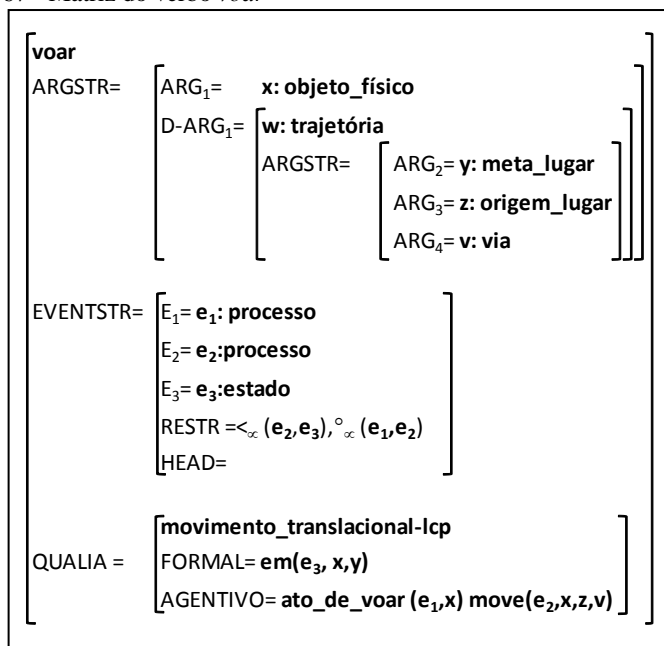 voar
ARGSTR= ARG₁= x: objeto_físico
D-ARG₁= w: trajetória
ARGSTR= ARG₂= y: meta_lugar
ARG₃= z: origem_lugar
ARG₄= v: via
EVENTSTR= E₁= e₁: processo
E₂= e₂:processo
E₃= e₃:estado
RESTR =<∞ (e₂,e₃),°∞ (e₁,e₂)
HEAD=
movimento_translacional-lcp
QUALIA = FORMAL= em(e₃, x,y)
AGENTIVO= ato_de_voar (e₁,x) move(e₂,x,z,v)